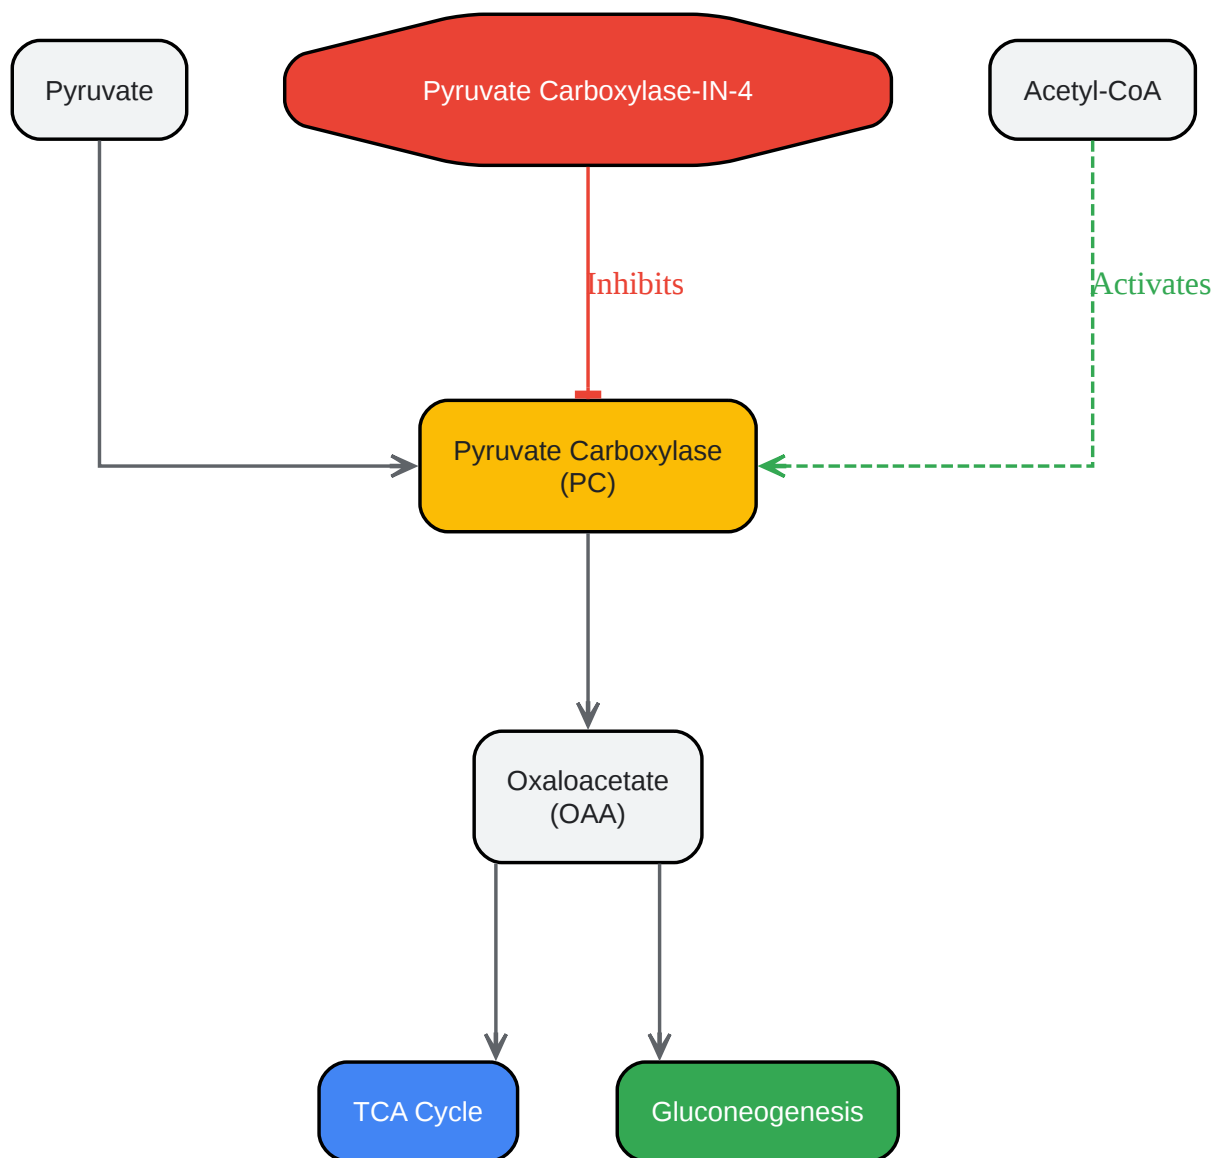 Pyruvate
Pyruvate Carboxylase-IN-4
Acetyl-CoA
Inhibits
Activates
Pyruvate Carboxylase
(PC)
Oxaloacetate
(OAA)
TCA Cycle
Gluconeogenesis